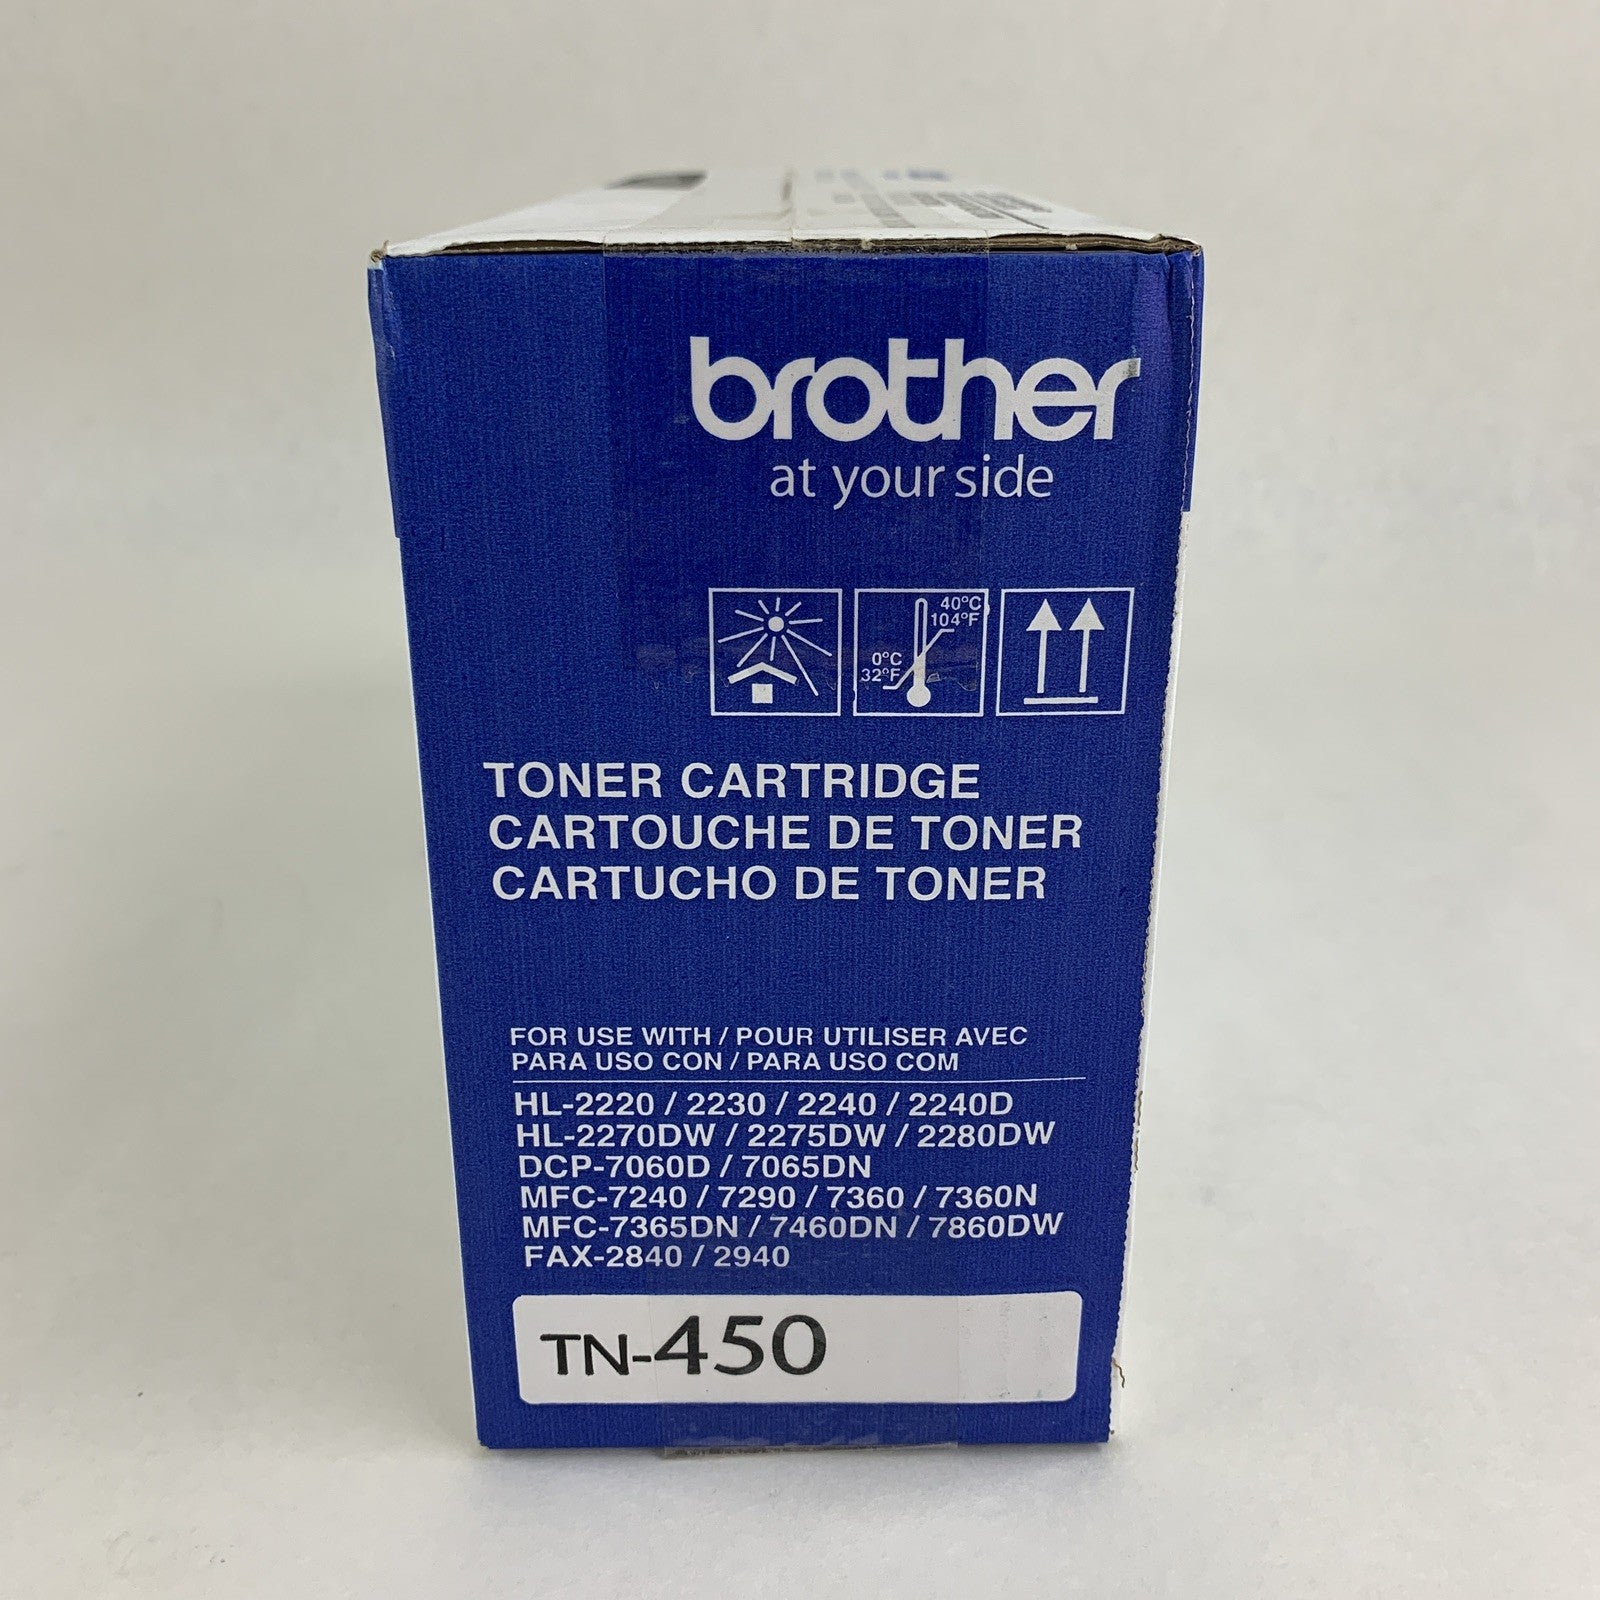 brother
at your side
40°C
104°F
0°C
32°F
TONER CARTRIDGE
CARTOUCHE DE TONER
CARTUCHO DE TONER
FOR USE WITH / POUR UTILISER AVEC
PARA USO CON / PARA USO COM
HL-2220 / 2230 / 2240 / 2240D
HL-2270DW / 2275DW / 2280DW
DCP-7060D / 7065DN
MFC-7240 / 7290 / 7360 / 7360N
MFC-7365DN / 7460DN / 7860DW
FAX-2840 / 2940
TN-450